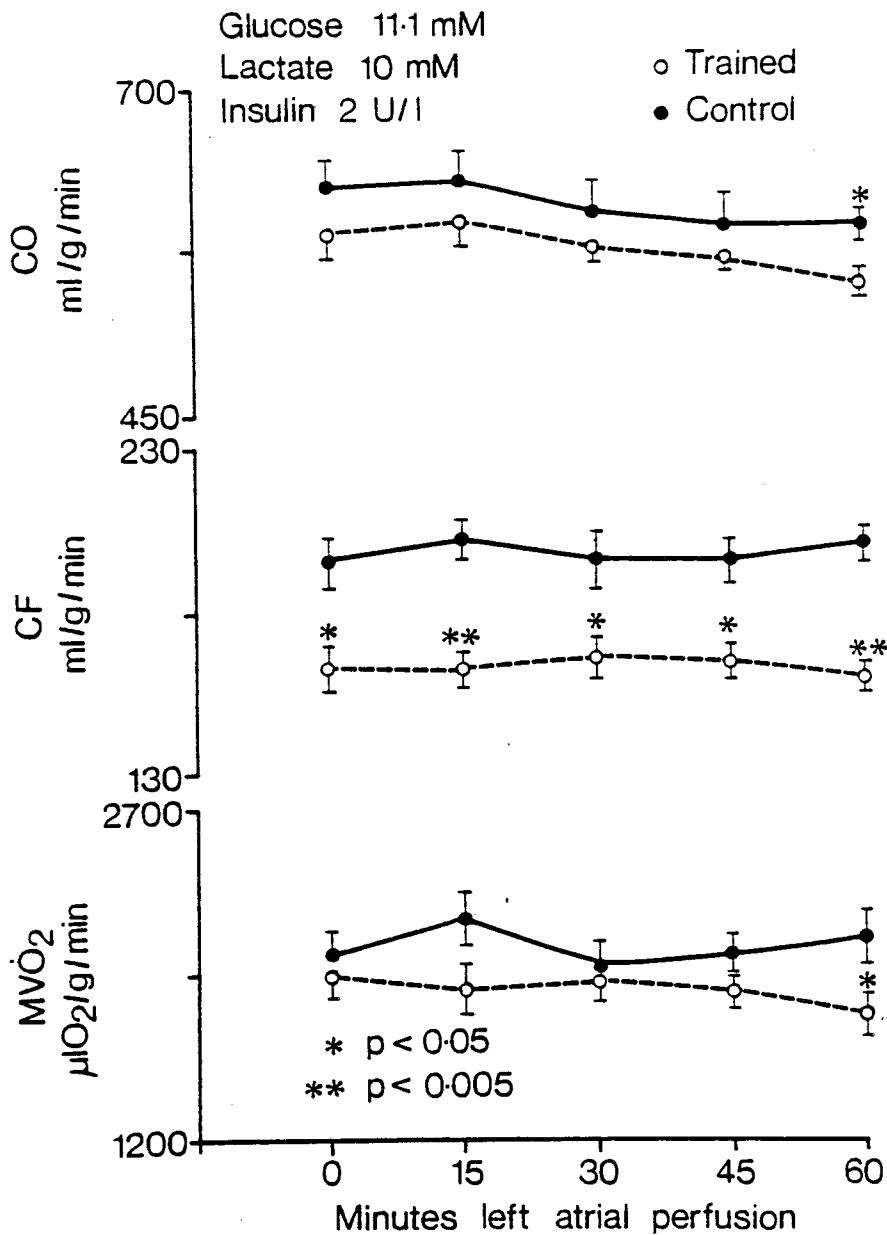 Glucose 11·1 mM
Lactate 10 mM
Insulin 2 U/l
Trained
Control
700
CO
ml/g/min
*
450
230
CF
ml/g/min
* ** * * **
130
2700
MV̇O₂
µlO₂/g/min
*
* p < 0·05
** p < 0·005
1200
0 15 30 45 60
Minutes left atrial perfusion